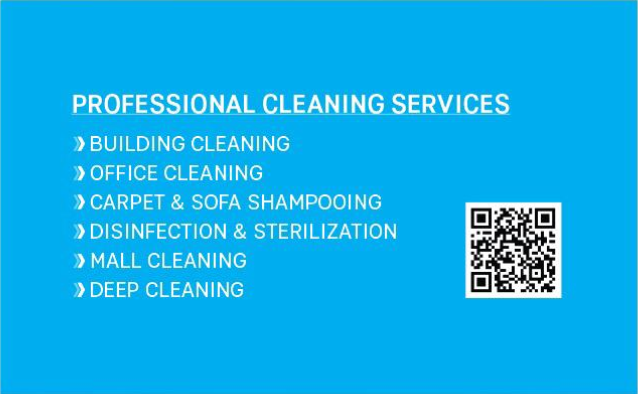 PROFESSIONAL CLEANING SERVICES
BUILDING CLEANING
OFFICE CLEANING
CARPET & SOFA SHAMPOOING
DISINFECTION & STERILIZATION
MALL CLEANING
DEEP CLEANING